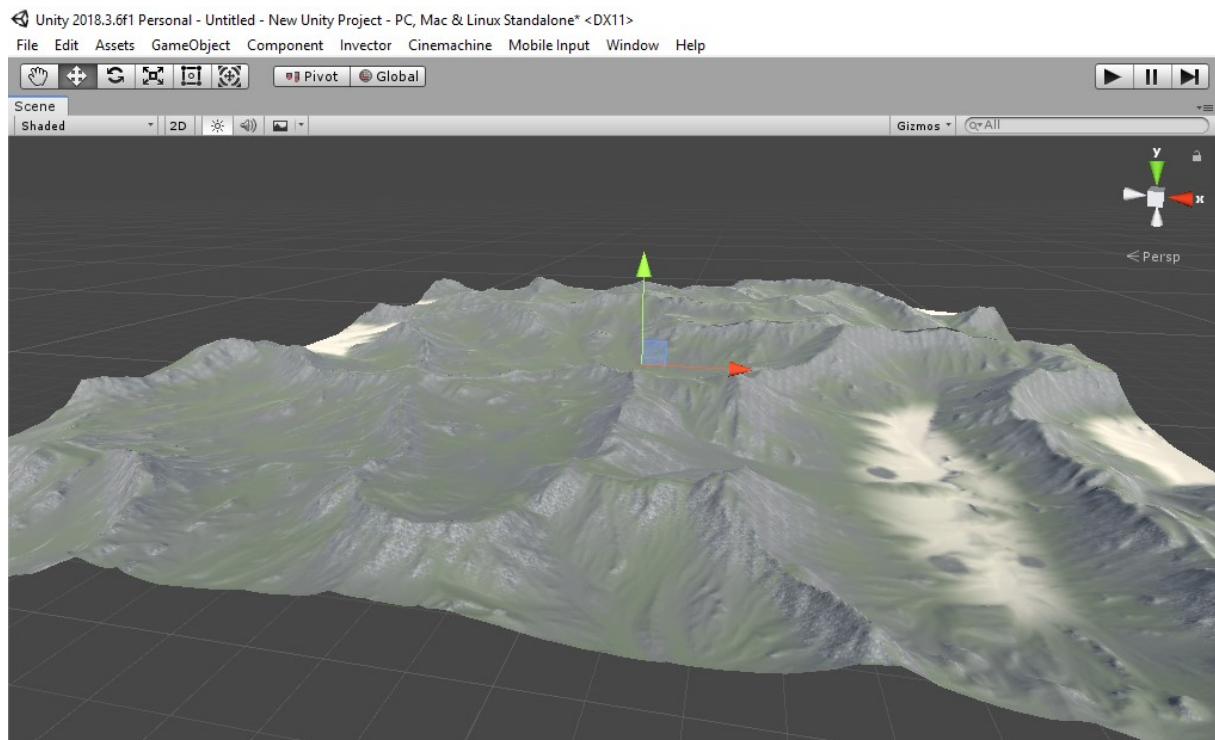 Unity 2018.3.6f1 Personal - Untitled - New Unity Project - PC, Mac & Linux Standalone* <DX11>
File Edit Assets GameObject Component Invector Cinemachine Mobile Input Window Help
Pivot Global
Scene
Shaded 2D Gizmos All
y
x
Persp